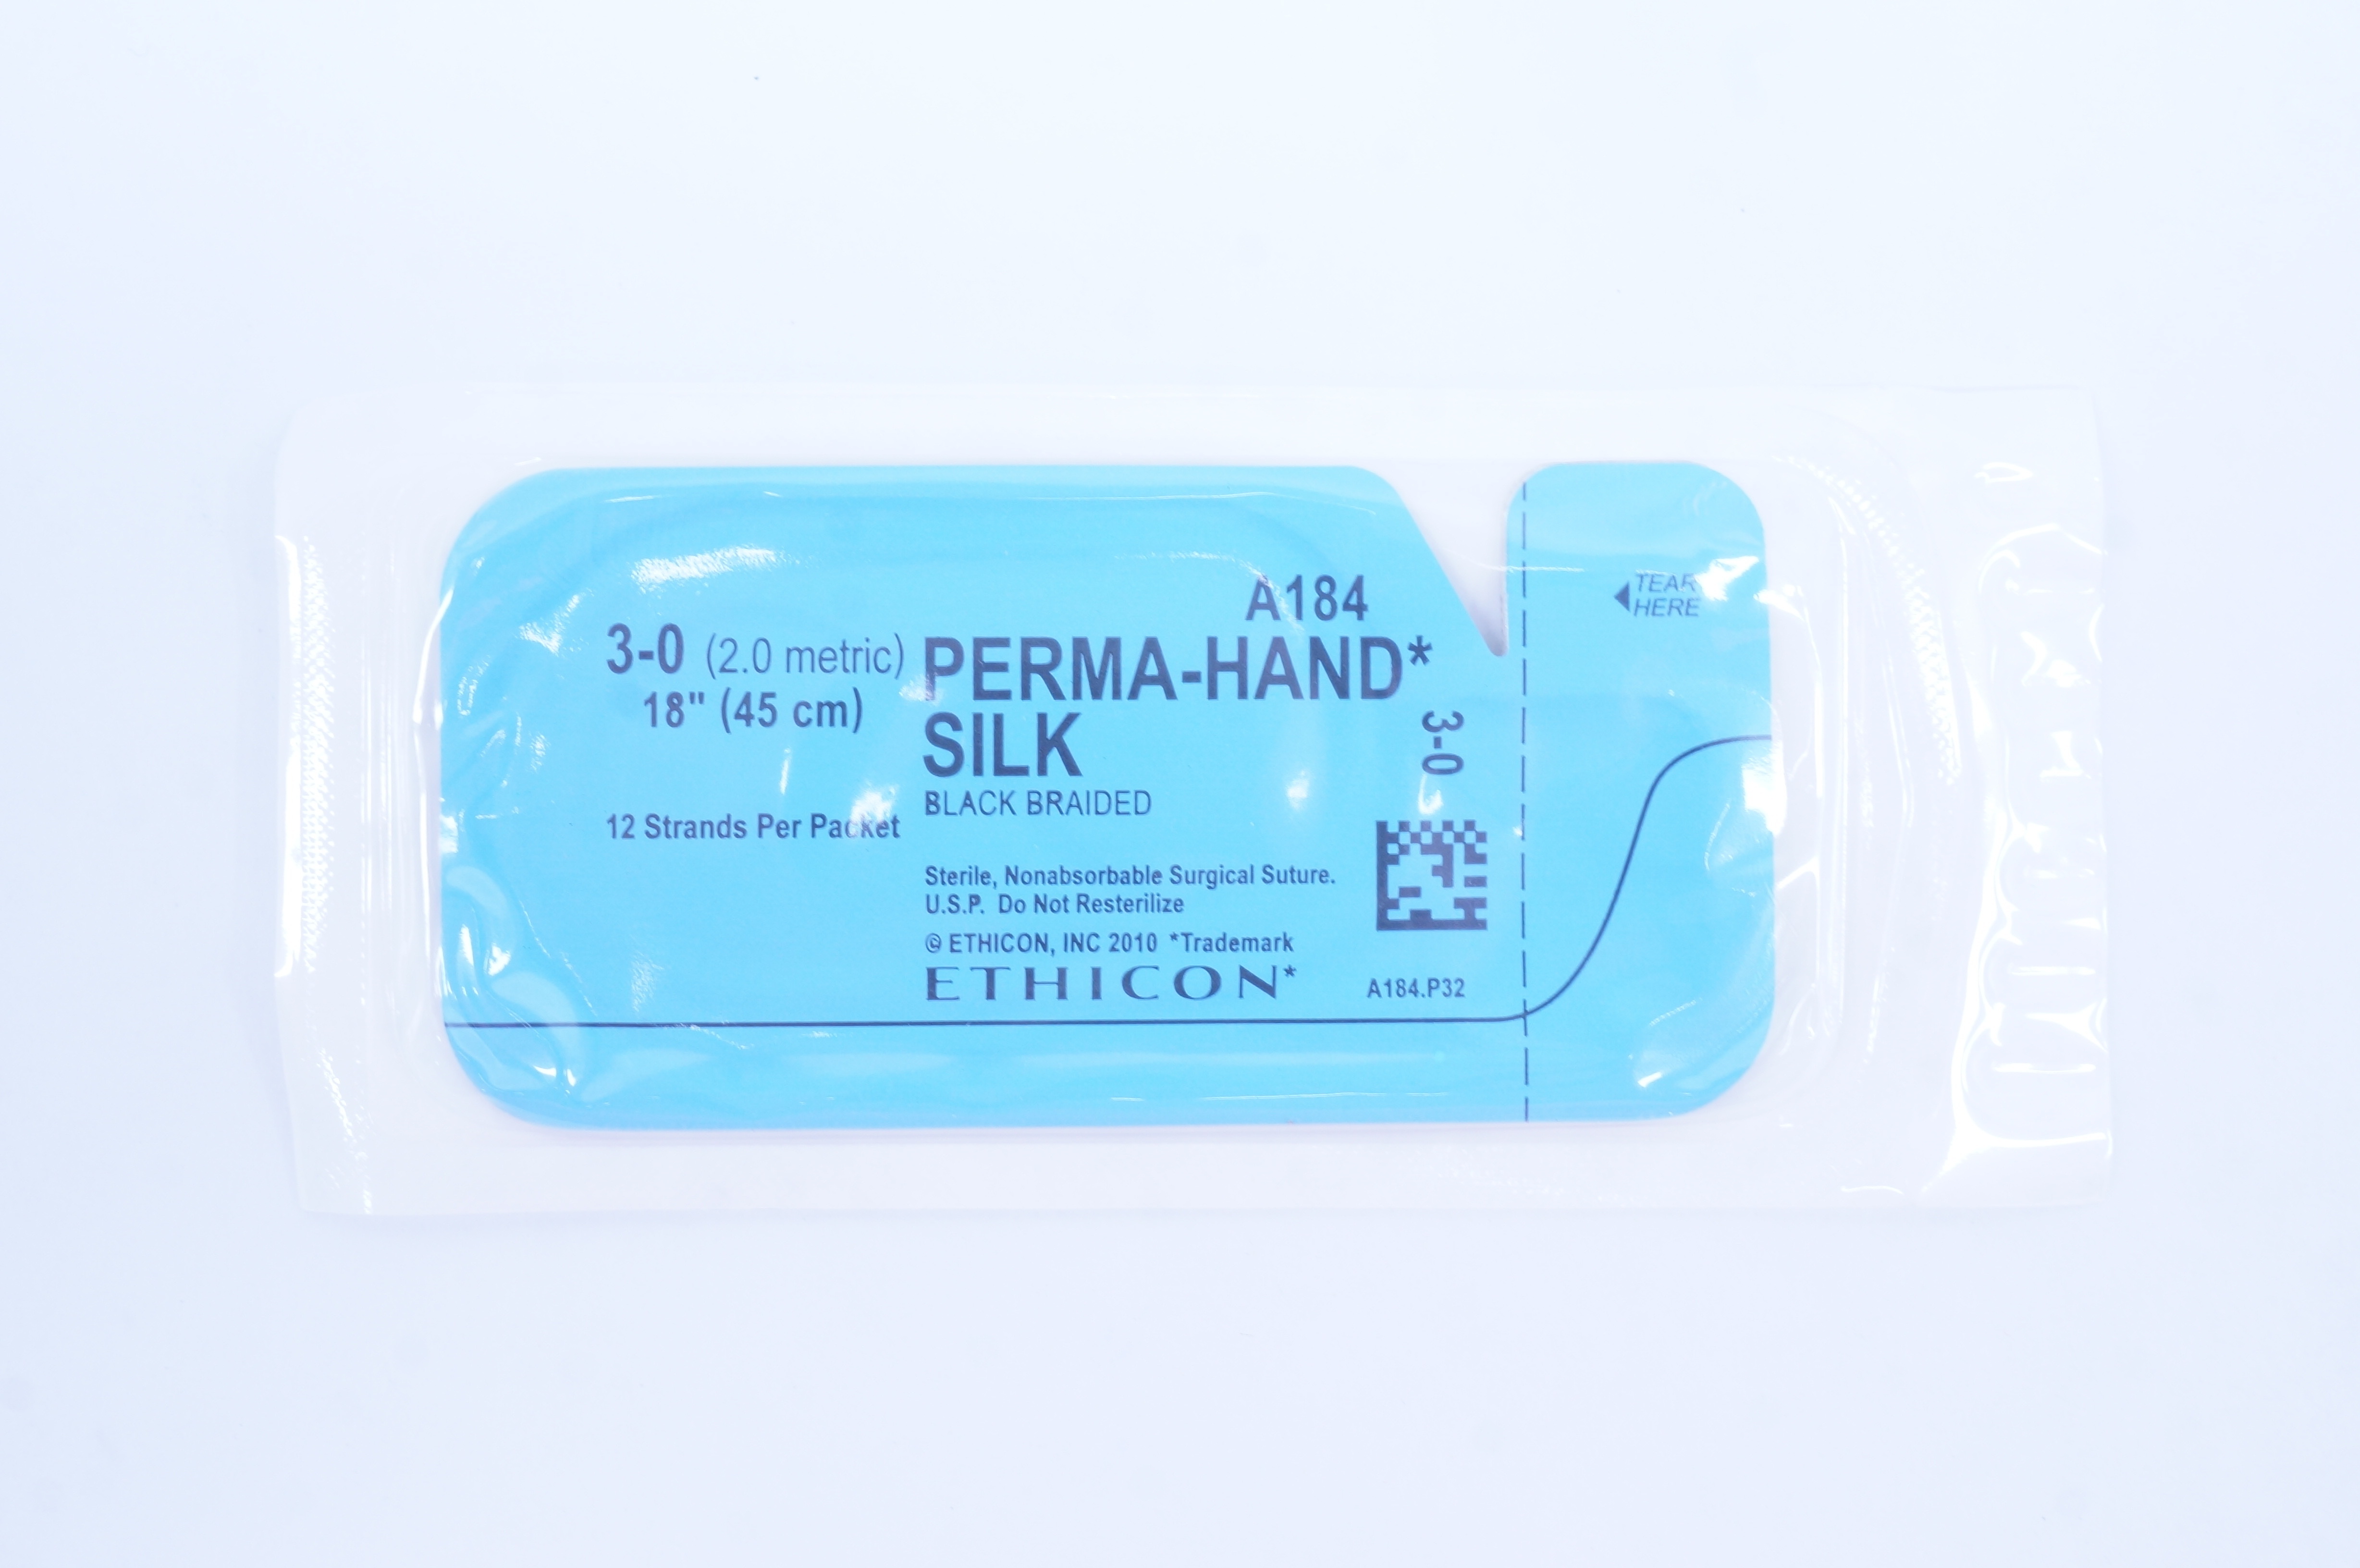 A184
3-0 (2.0 metric)
18" (45 cm)
12 Strands Per Packet
PERMA-HAND*
SILK
BLACK BRAIDED
Sterile, Nonabsorbable Surgical Suture.
U.S.P. Do Not Resterilize
© ETHICON, INC 2010 *Trademark
ETHICON*
3-0
A184.P32
TEAR
HERE